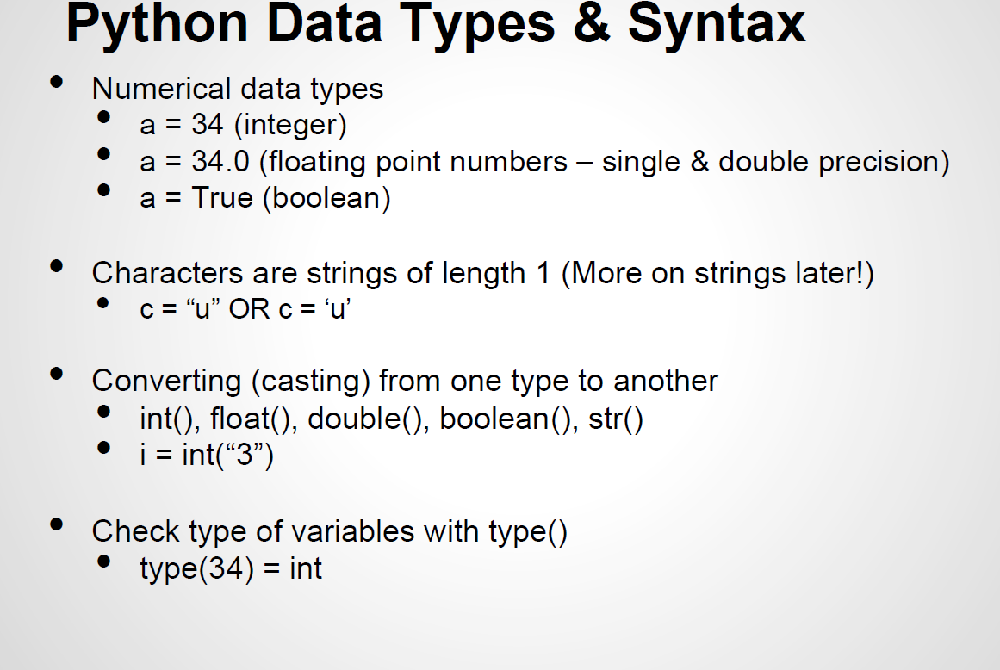 Python Data Types & Syntax
• Numerical data types
• a = 34 (integer)
• a = 34.0 (floating point numbers – single & double precision)
• a = True (boolean)
• Characters are strings of length 1 (More on strings later!)
• c = “u” OR c = ‘u’
• Converting (casting) from one type to another
• int(), float(), double(), boolean(), str()
• i = int(“3”)
• Check type of variables with type()
• type(34) = int